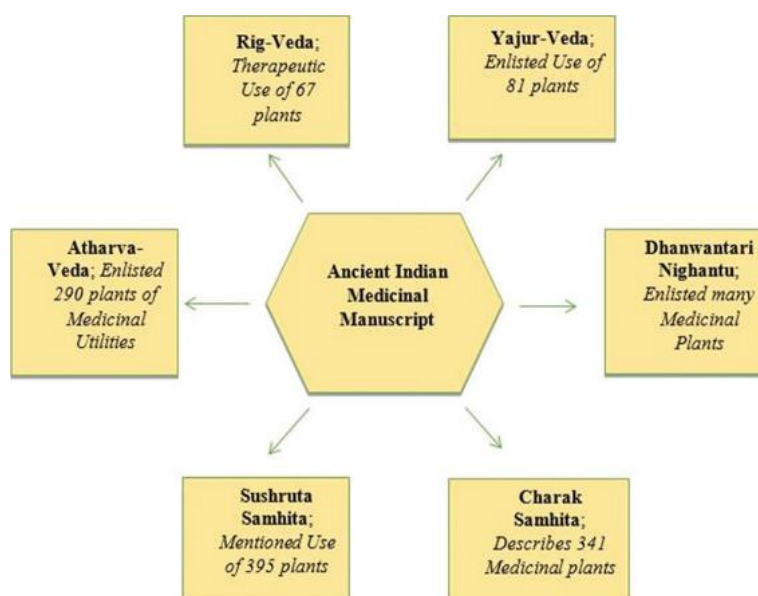 Rig-Veda;
Therapeutic
Use of 67
plants
Yajur-Veda;
Enlisted Use of
81 plants
Atharva-
Veda; Enlisted
290 plants of
Medicinal
Utilities
Ancient Indian
Medicinal
Manuscript
Dhanwantari
Nighantu;
Enlisted many
Medicinal
Plants
Sushruta
Samhita;
Mentioned Use
of 395 plants
Charak
Samhita;
Describes 341
Medicinal plants